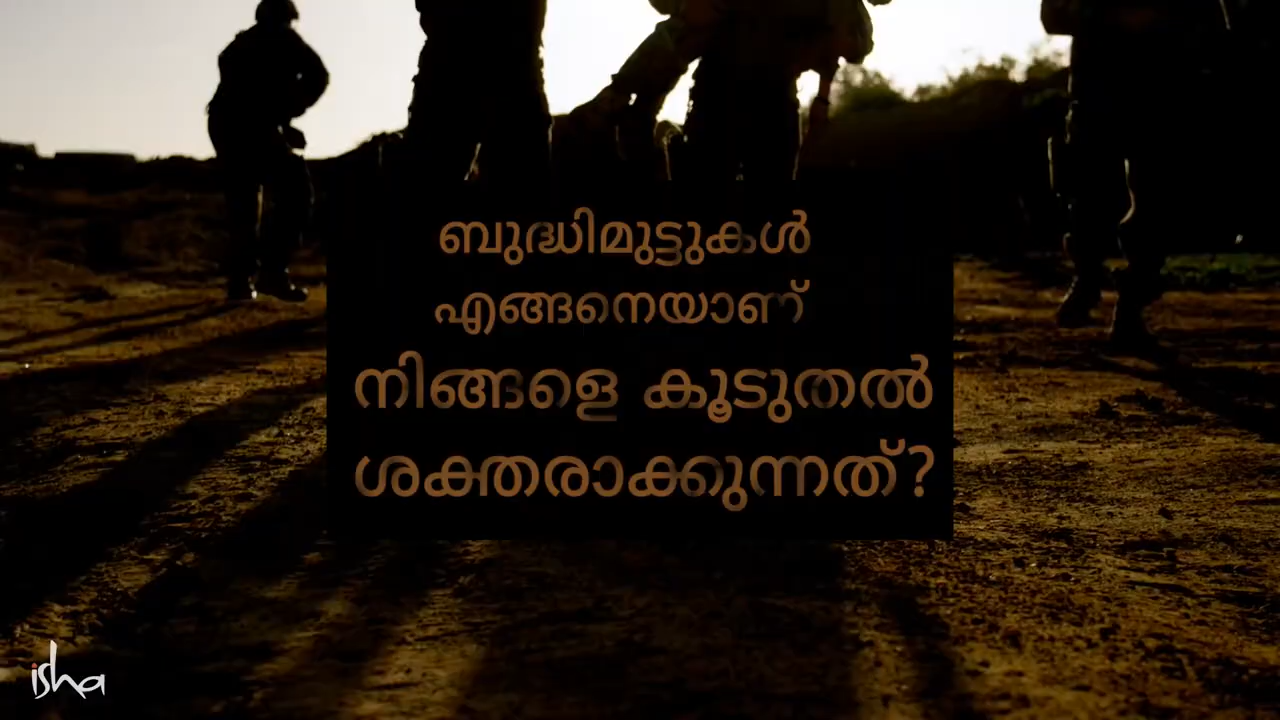 ബുദ്ധിമുട്ടുകൾ
എങ്ങനെയാണ്
നിങ്ങളെ കൂടുതൽ
ശക്തരാക്കുന്നത്?
isha